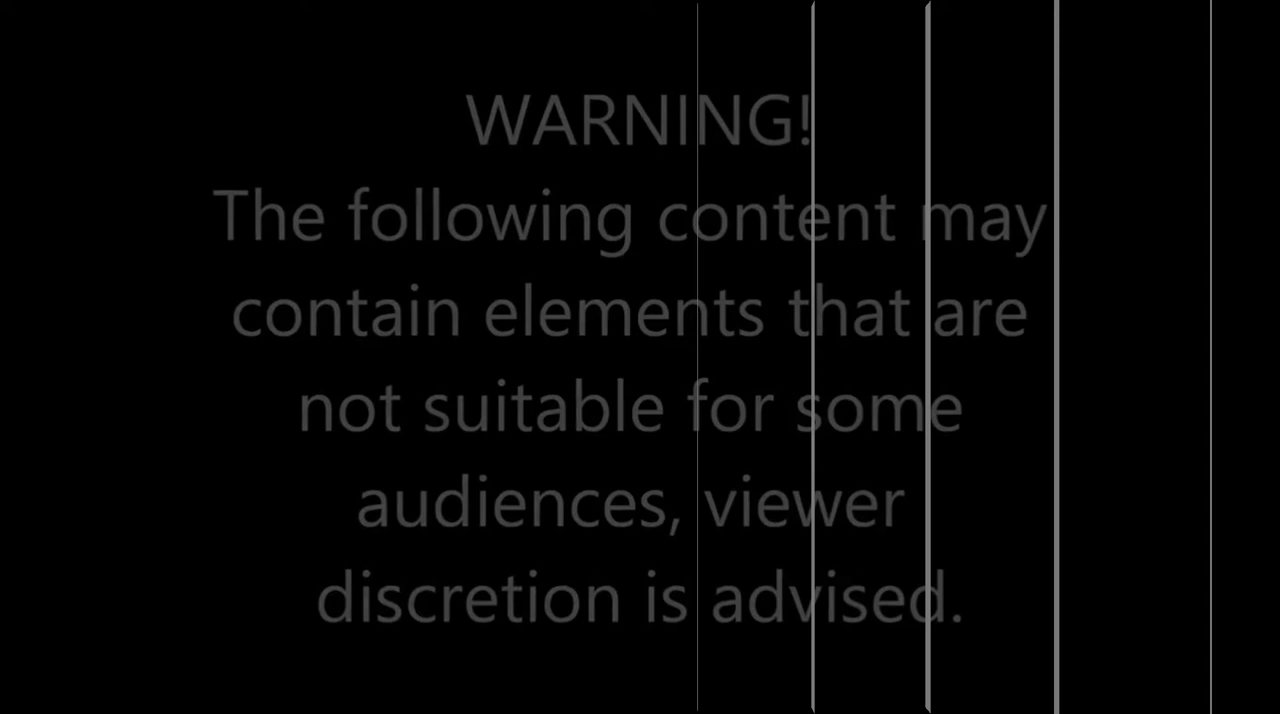 WARNING!
The following content may
contain elements that are
not suitable for some
audiences, viewer
discretion is advised.